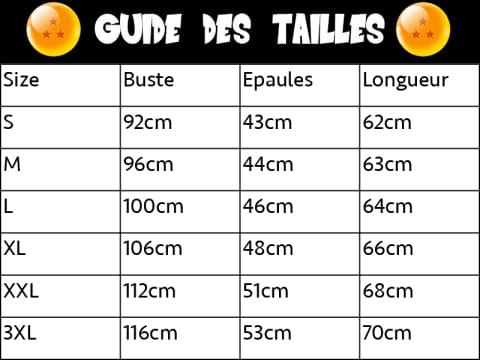 GUIDE DES TAILLES
Size Buste Epaules Longueur
S 92cm 43cm 62cm
M 96cm 44cm 63cm
L 100cm 46cm 64cm
XL 106cm 48cm 66cm
XXL 112cm 51cm 68cm
3XL 116cm 53cm 70cm